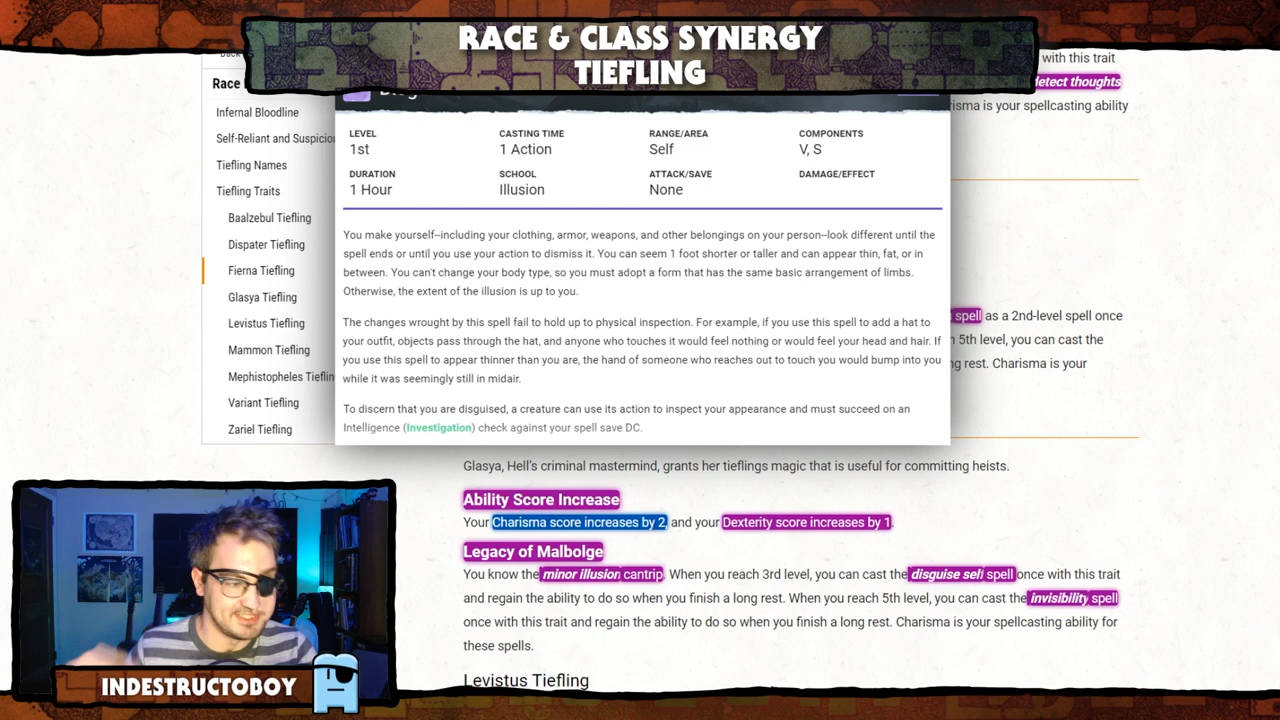 RACE & CLASS SYNERGY
TIEFLING
Race
Infernal Bloodline
Self-Reliant and Suspicio
Tiefling Names
Tiefling Traits
Baalzebul Tiefling
Dispater Tiefling
Fierna Tiefling
Glasya Tiefling
Levistus Tiefling
Mammon Tiefling
Mephistopheles Tieflin
Variant Tiefling
Zariel Tiefling
LEVEL
1st
CASTING TIME
1 Action
RANGE/AREA
Self
COMPONENTS
V, S
DURATION
1 Hour
SCHOOL
Illusion
ATTACK/SAVE
None
DAMAGE/EFFECT
You make yourself--including your clothing, armor, weapons, and other belongings on your person--look different until the
spell ends or until you use your action to dismiss it. You can seem 1 foot shorter or taller and can appear thin, fat, or in
between. You can't change your body type, so you must adopt a form that has the same basic arrangement of limbs.
Otherwise, the extent of the illusion is up to you.
The changes wrought by this spell fail to hold up to physical inspection. For example, if you use this spell to add a hat to
your outfit, objects pass through the hat, and anyone who touches it would feel nothing or would feel your head and hair. If
you use this spell to appear thinner than you are, the hand of someone who reaches out to touch you would bump into you
while it was seemingly still in midair.
To discern that you are disguised, a creature can use its action to inspect your appearance and must succeed on an
Intelligence (Investigation) check against your spell save DC.
with this trait
detect thoughts
risma is your spellcasting ability
spell as a 2nd-level spell once
h 5th level, you can cast the
ng rest. Charisma is your
Glasya, Hell's criminal mastermind, grants her tieflings magic that is useful for committing heists.
Ability Score Increase
Your Charisma score increases by 2, and your Dexterity score increases by 1.
Legacy of Malbolge
You know the minor illusion cantrip. When you reach 3rd level, you can cast the disguise self spell once with this trait
and regain the ability to do so when you finish a long rest. When you reach 5th level, you can cast the invisibility spell
once with this trait and regain the ability to do so when you finish a long rest. Charisma is your spellcasting ability for
these spells.
Levistus Tiefling
INDESTRUCTOBOY